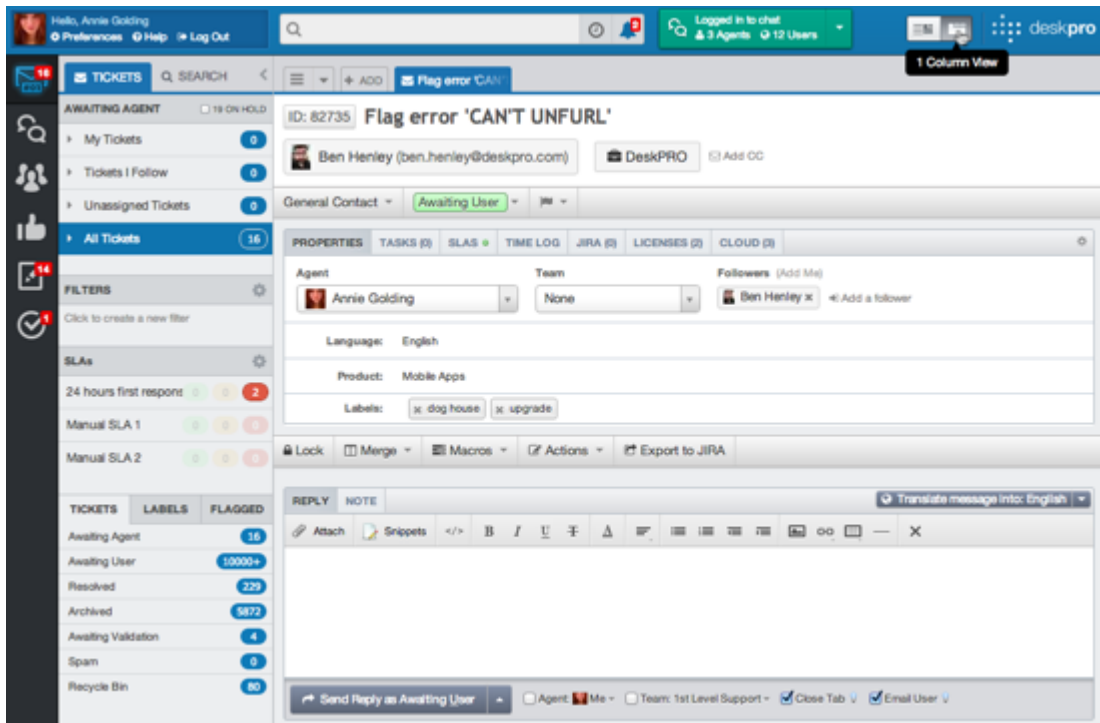 Hello, Annie Golding
Preferences Help Log Out
2
Logged in to chat
3 Agents 12 Users
deskpro
1 Column View
16
TICKETS SEARCH
ADD Flag error 'CAN'T
AWAITING AGENT 19 ON HOLD
My Tickets 0
Tickets I Follow 0
Unassigned Tickets 0
All Tickets 16
14
1
FILTERS
Click to create a new filter
SLAs
24 hours first respons 0 0 2
Manual SLA 1 0 0 0
Manual SLA 2 0 0 0
TICKETS LABELS FLAGGED
Awaiting Agent 16
Awaiting User 10000+
Resolved 229
Archived 5872
Awaiting Validation 4
Spam 0
Recycle Bin 80
ID: 82735 Flag error 'CAN'T UNFURL'
Ben Henley (ben.henley@deskpro.com) DeskPRO Add CC
General Contact Awaiting User
PROPERTIES TASKS (0) SLAS TIME LOG JIRA (0) LICENSES (2) CLOUD (3)
Agent Team Followers (Add Me)
Annie Golding None Ben Henley x Add a follower
Language: English
Product: Mobile Apps
Labels: x dog house x upgrade
Lock Merge Macros Actions Export to JIRA
REPLY NOTE Translate message into: English
Attach Snippets </> B I U T A
Send Reply as Awaiting User Agent: Me Team: 1st Level Support Close Tab Email User